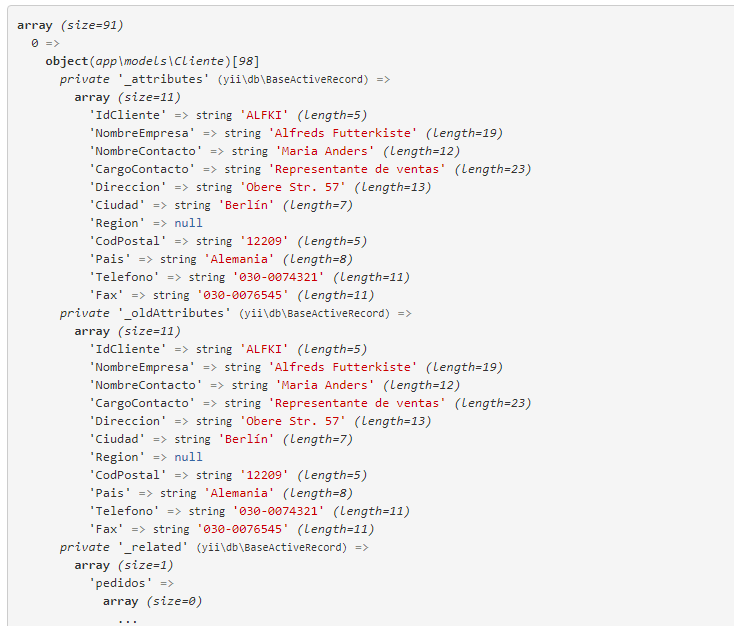 array (size=91)
0 =>
object(app\models\Cliente)[98]
private '_attributes' (yii\db\BaseActiveRecord) =>
array (size=11)
'IdCliente' => string 'ALFKI' (length=5)
'NombreEmpresa' => string 'Alfreds Futterkiste' (length=19)
'NombreContacto' => string 'Maria Anders' (length=12)
'CargoContacto' => string 'Representante de ventas' (length=23)
'Direccion' => string 'Obere Str. 57' (length=13)
'Ciudad' => string 'Berlín' (length=7)
'Region' => null
'CodPostal' => string '12209' (length=5)
'Pais' => string 'Alemania' (length=8)
'Telefono' => string '030-0074321' (length=11)
'Fax' => string '030-0076545' (length=11)
private '_oldAttributes' (yii\db\BaseActiveRecord) =>
array (size=11)
'IdCliente' => string 'ALFKI' (length=5)
'NombreEmpresa' => string 'Alfreds Futterkiste' (length=19)
'NombreContacto' => string 'Maria Anders' (length=12)
'CargoContacto' => string 'Representante de ventas' (length=23)
'Direccion' => string 'Obere Str. 57' (length=13)
'Ciudad' => string 'Berlín' (length=7)
'Region' => null
'CodPostal' => string '12209' (length=5)
'Pais' => string 'Alemania' (length=8)
'Telefono' => string '030-0074321' (length=11)
'Fax' => string '030-0076545' (length=11)
private '_related' (yii\db\BaseActiveRecord) =>
array (size=1)
'pedidos' =>
array (size=0)
...